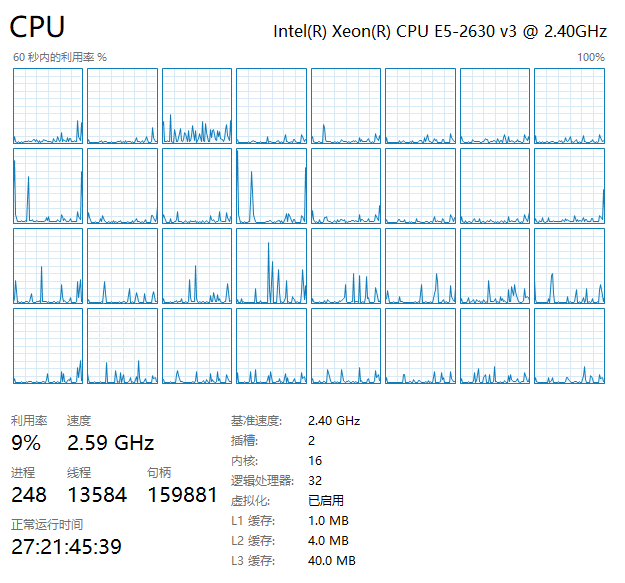 CPU
Intel(R) Xeon(R) CPU E5-2630 v3 @ 2.40GHz
60 秒内的利用率 %
100%
利用率
速度
9%
2.59 GHz
进程
线程
句柄
248
13584
159881
正常运行时间
27:21:45:39
基准速度:
2.40 GHz
插槽:
2
内核:
16
逻辑处理器:
32
虚拟化:
已启用
L1 缓存:
1.0 MB
L2 缓存:
4.0 MB
L3 缓存:
40.0 MB